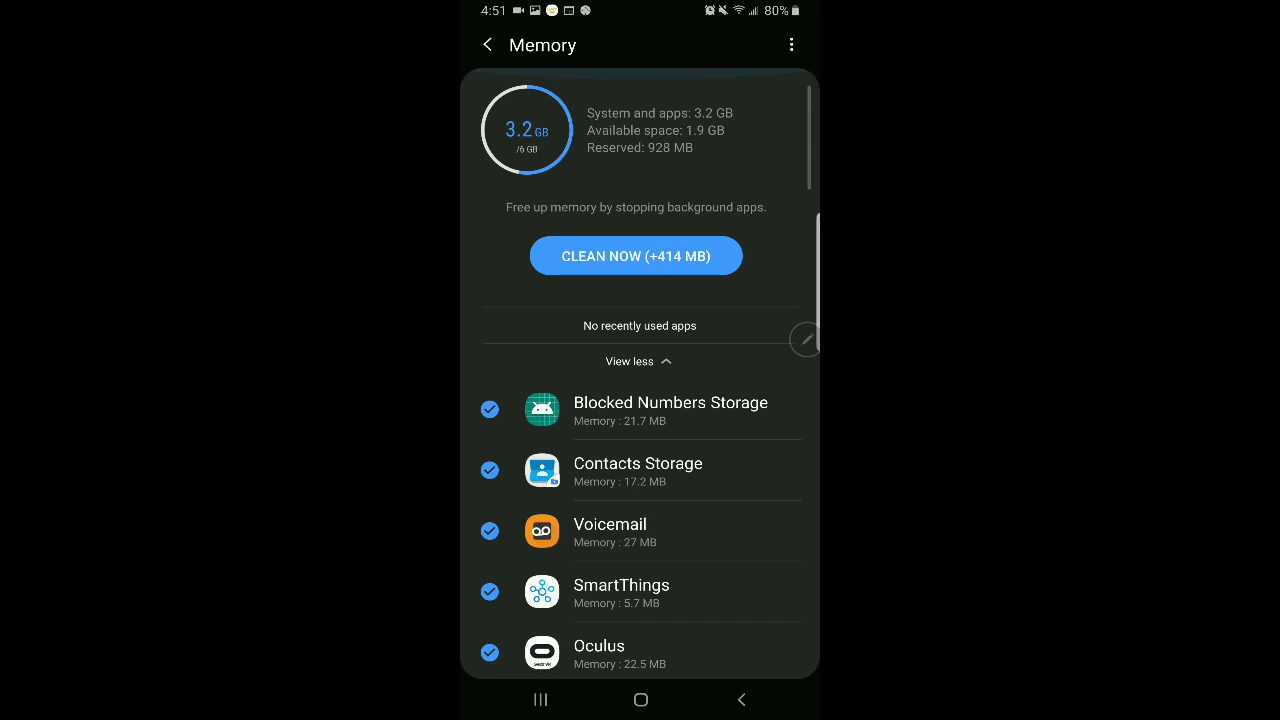 4:51
80%
Memory
3.2 GB
/6 GB
System and apps: 3.2 GB
Available space: 1.9 GB
Reserved: 928 MB
Free up memory by stopping background apps.
CLEAN NOW (+414 MB)
No recently used apps
View less
Blocked Numbers Storage
Memory : 21.7 MB
Contacts Storage
Memory : 17.2 MB
Voicemail
Memory : 27 MB
SmartThings
Memory : 5.7 MB
Oculus
Memory : 22.5 MB